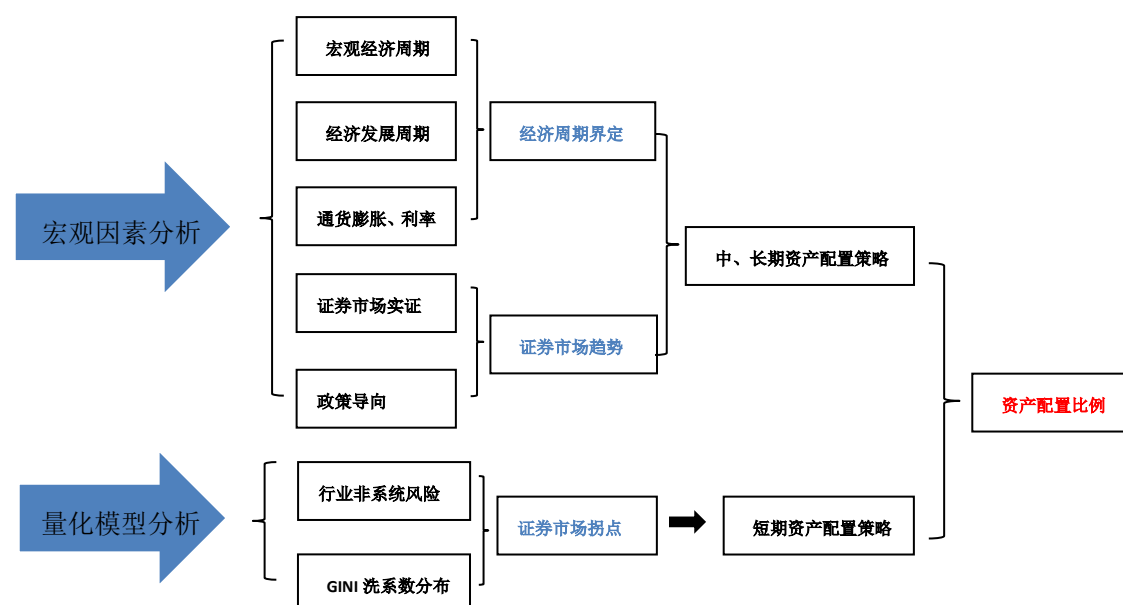 宏观因素分析
宏观经济周期
经济发展周期
通货膨胀、利率
证券市场实证
政策导向
经济周期界定
证券市场趋势
中、长期资产配置策略
量化模型分析
行业非系统风险
GINI 洗系数分布
证券市场拐点
短期资产配置策略
资产配置比例